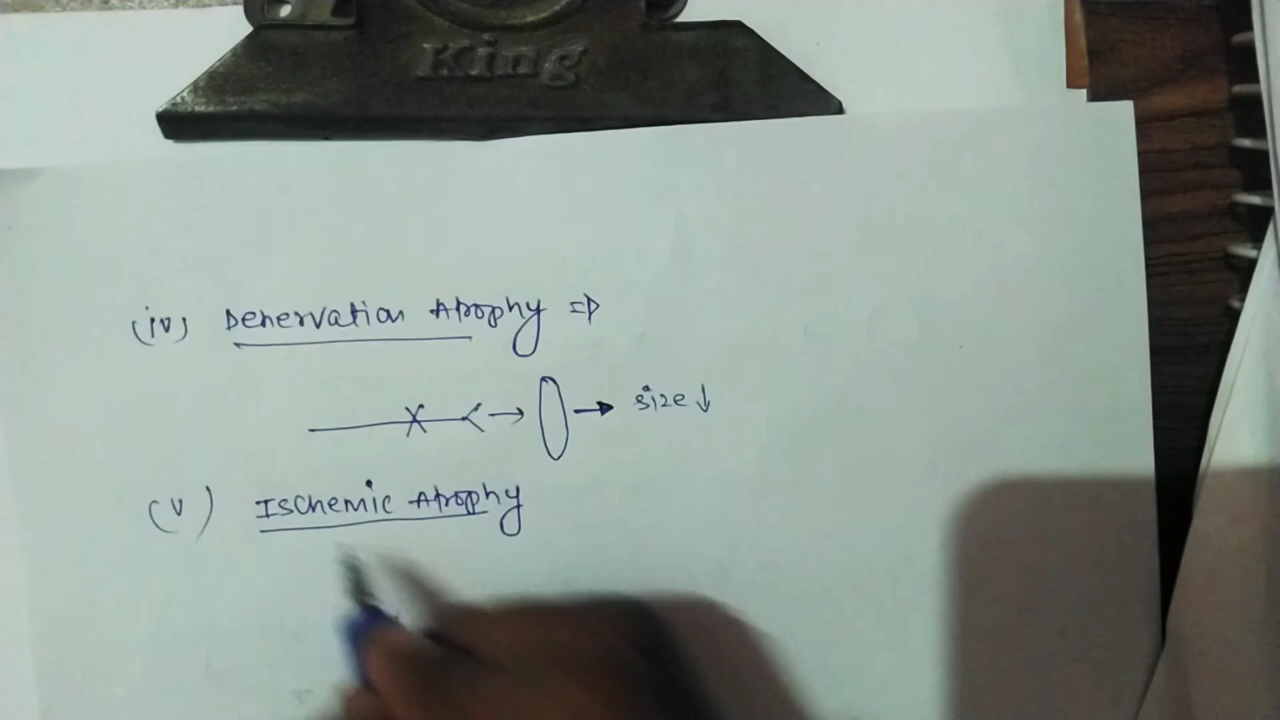 King
(iv) Denervation Atrophy ⇒
size ↓
(v) Ischemic Atrophy